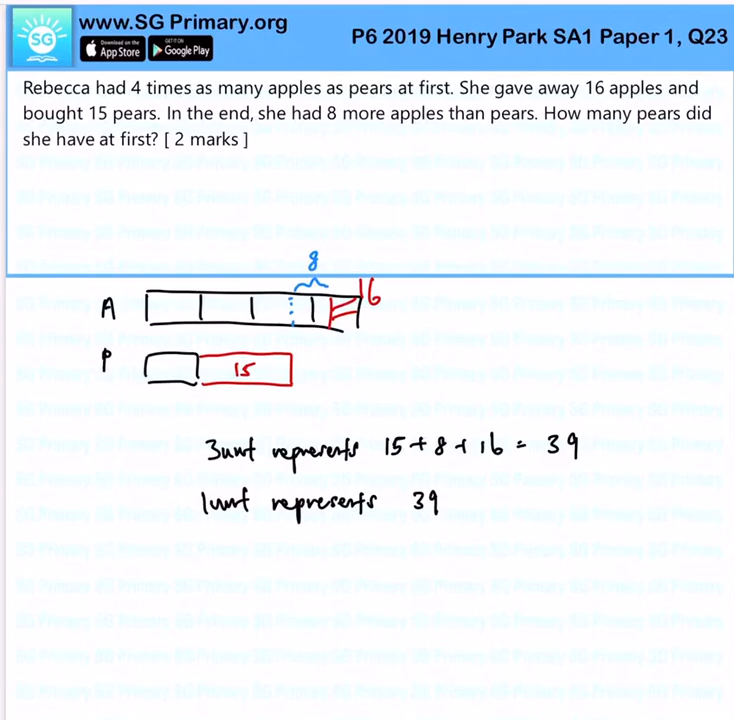 www.SG Primary.org
SG
Download on the App Store
GET IT ON Google Play
P6 2019 Henry Park SA1 Paper 1, Q23
Rebecca had 4 times as many apples as pears at first. She gave away 16 apples and
bought 15 pears. In the end, she had 8 more apples than pears. How many pears did
she have at first? [ 2 marks ]
8
A
16
P
15
3unit represents 15 + 8 + 16 = 39
1unit represents 39